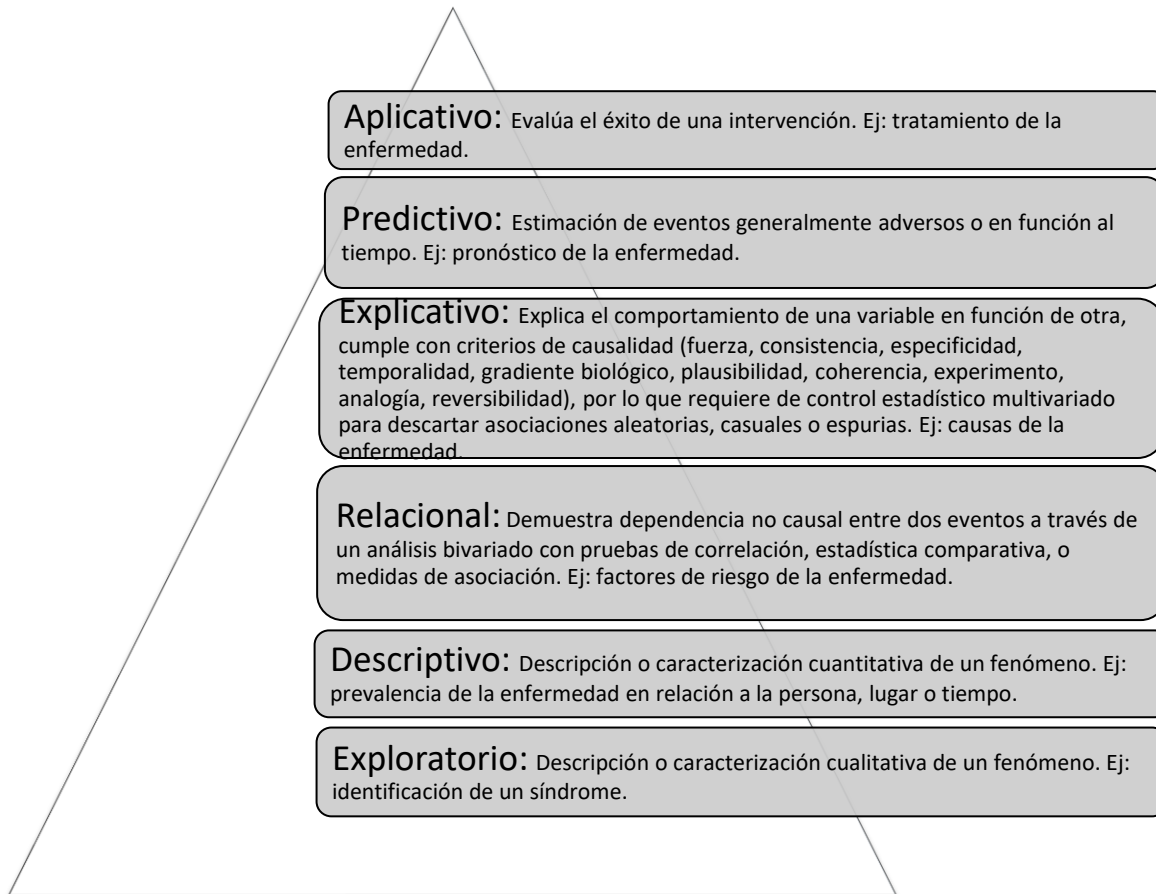 Aplicativo: Evalúa el éxito de una intervención. Ej: tratamiento de la
enfermedad.
Predictivo: Estimación de eventos generalmente adversos o en función al
tiempo. Ej: pronóstico de la enfermedad.
Explicativo: Explica el comportamiento de una variable en función de otra,
cumple con criterios de causalidad (fuerza, consistencia, especificidad,
temporalidad, gradiente biológico, plausibilidad, coherencia, experimento,
analogía, reversibilidad), por lo que requiere de control estadístico multivariado
para descartar asociaciones aleatorias, casuales o espurias. Ej: causas de la
enfermedad.
Relacional: Demuestra dependencia no causal entre dos eventos a través de
un análisis bivariado con pruebas de correlación, estadística comparativa, o
medidas de asociación. Ej: factores de riesgo de la enfermedad.
Descriptivo: Descripción o caracterización cuantitativa de un fenómeno. Ej:
prevalencia de la enfermedad en relación a la persona, lugar o tiempo.
Exploratorio: Descripción o caracterización cualitativa de un fenómeno. Ej:
identificación de un síndrome.